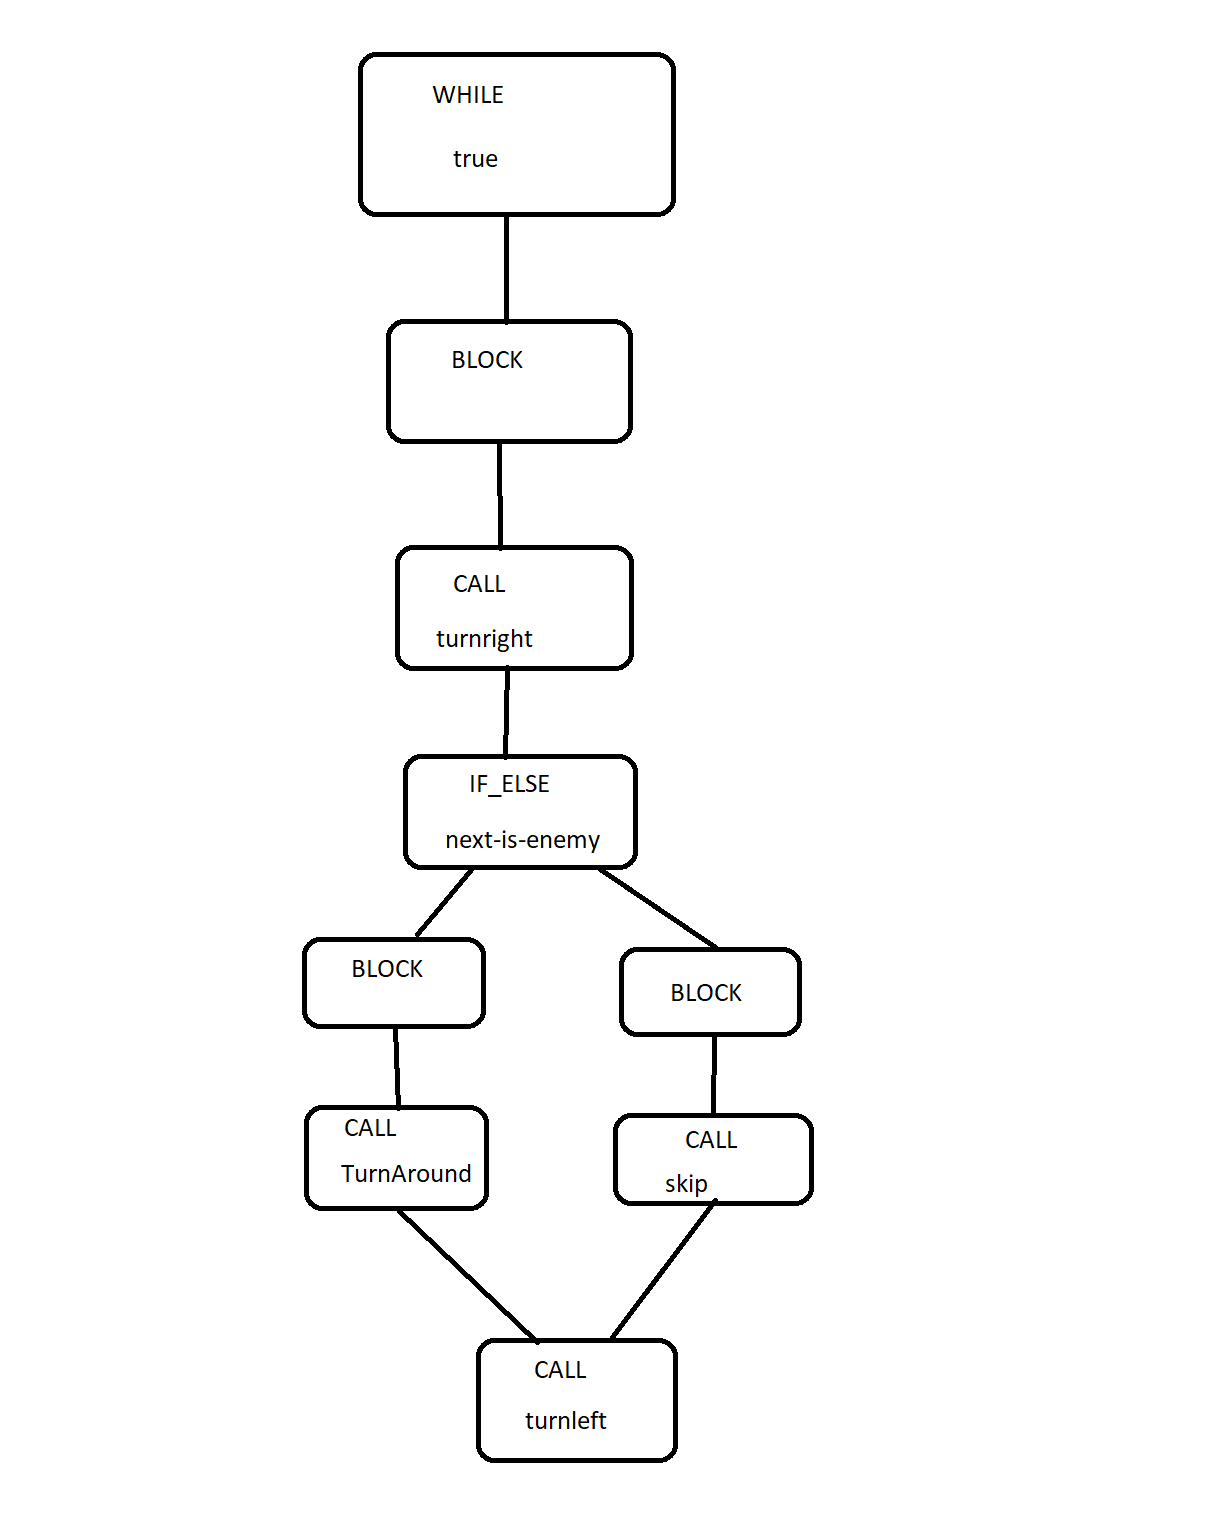 WHILE
true
BLOCK
CALL
turnright
IF_ELSE
next-is-enemy
BLOCK
BLOCK
CALL
TurnAround
CALL
skip
CALL
turnleft